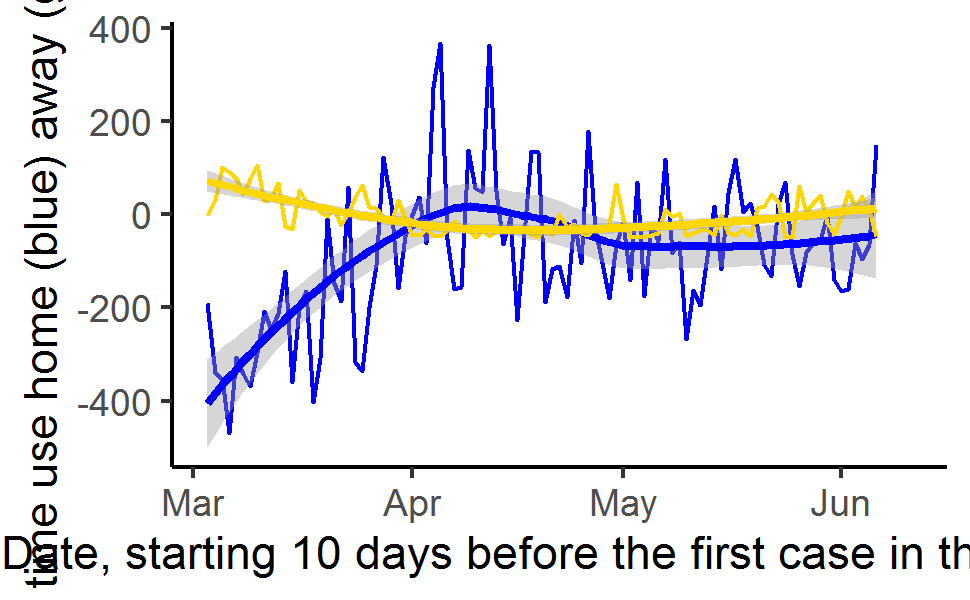 time use home (blue) away (
400
200
0
-200
-400
Mar Apr May Jun
Date, starting 10 days before the first case in th